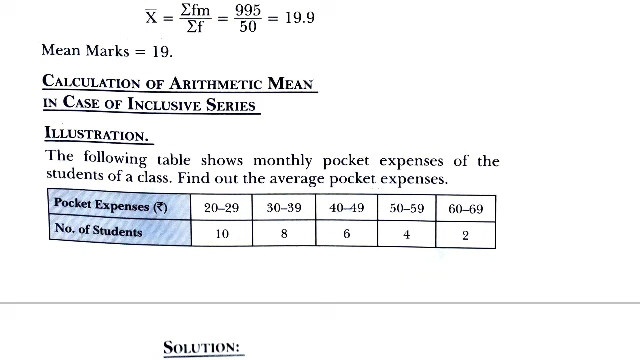 X̄ = Σfm/Σf = 995/50 = 19.9
Mean Marks = 19.
CALCULATION OF ARITHMETIC MEAN
IN CASE OF INCLUSIVE SERIES
ILLUSTRATION.
The following table shows monthly pocket expenses of the
students of a class. Find out the average pocket expenses.
Pocket Expenses (₹) 20–29 30–39 40–49 50–59 60–69
No. of Students 10 8 6 4 2
SOLUTION: